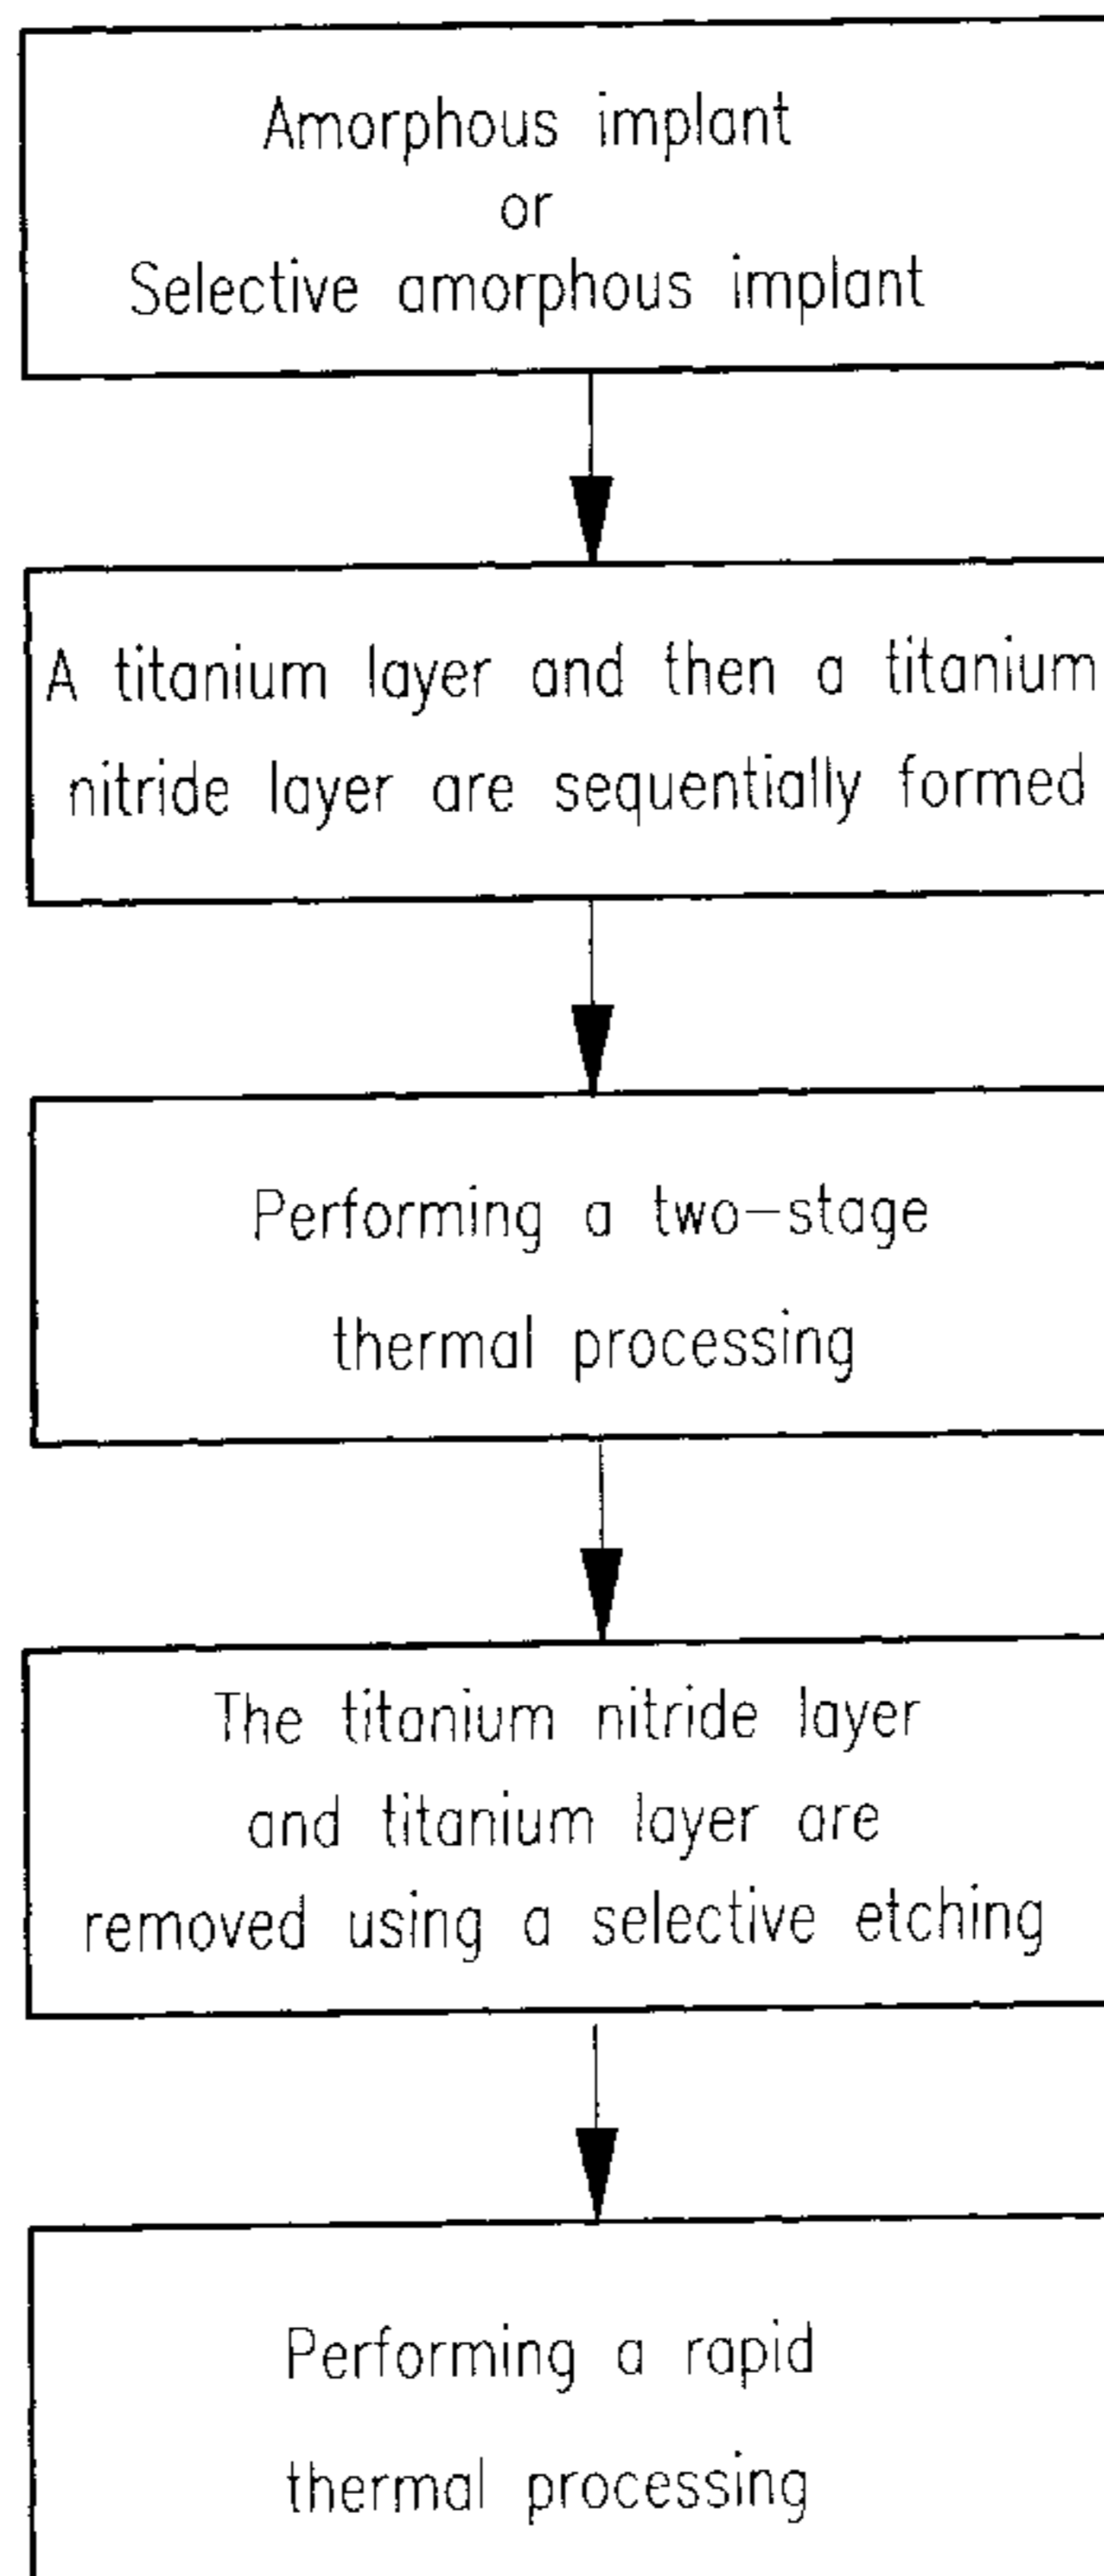 Amorphous implant
or
Selective amorphous implant
A titanium layer and then a titanium
nitride layer are sequentially formed
Performing a two-stage
thermal processing
The titanium nitride layer
and titanium layer are
removed using a selective etching
Performing a rapid
thermal processing